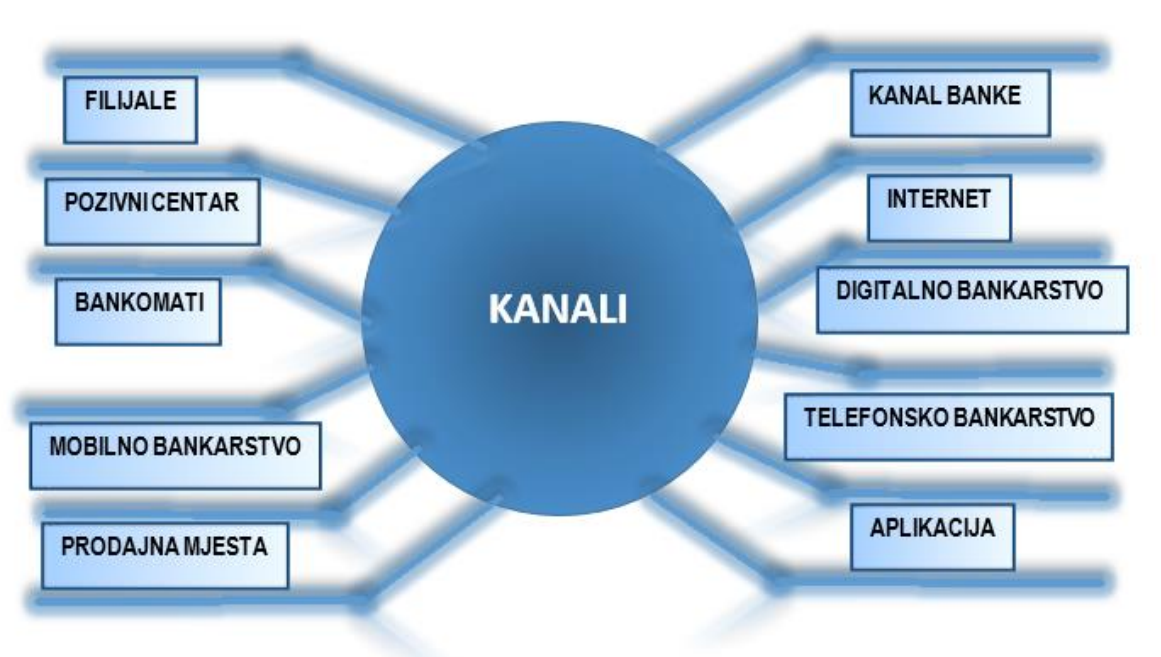 FILIJALE
POZIVNI CENTAR
BANKOMATI
MOBILNO BANKARSTVO
PRODAJNA MJESTA
KANALI
KANAL BANKE
INTERNET
DIGITALNO BANKARSTVO
TELEFONSKO BANKARSTVO
APLIKACIJA